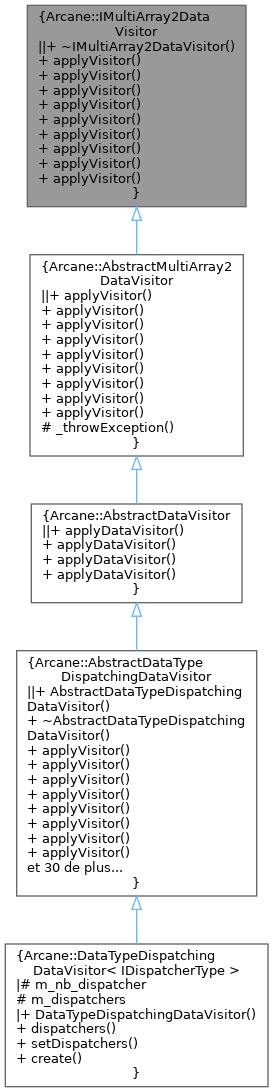 {Arcane::IMultiArray2Data
Visitor
||+ ~IMultiArray2DataVisitor()
+ applyVisitor()
+ applyVisitor()
+ applyVisitor()
+ applyVisitor()
+ applyVisitor()
+ applyVisitor()
+ applyVisitor()
+ applyVisitor()
+ applyVisitor()
}
{Arcane::AbstractMultiArray2
DataVisitor
||+ applyVisitor()
+ applyVisitor()
+ applyVisitor()
+ applyVisitor()
+ applyVisitor()
+ applyVisitor()
+ applyVisitor()
+ applyVisitor()
+ applyVisitor()
# _throwException()
}
{Arcane::AbstractDataVisitor
||+ applyDataVisitor()
+ applyDataVisitor()
+ applyDataVisitor()
+ applyDataVisitor()
}
{Arcane::AbstractDataType
DispatchingDataVisitor
||+ AbstractDataTypeDispatching
DataVisitor()
+ ~AbstractDataTypeDispatching
DataVisitor()
+ applyVisitor()
+ applyVisitor()
+ applyVisitor()
+ applyVisitor()
+ applyVisitor()
+ applyVisitor()
+ applyVisitor()
+ applyVisitor()
et 30 de plus...
}
{Arcane::DataTypeDispatching
DataVisitor< IDispatcherType >
|# m_nb_dispatcher
# m_dispatchers
|+ DataTypeDispatchingDataVisitor()
+ dispatchers()
+ setDispatchers()
+ create()
}